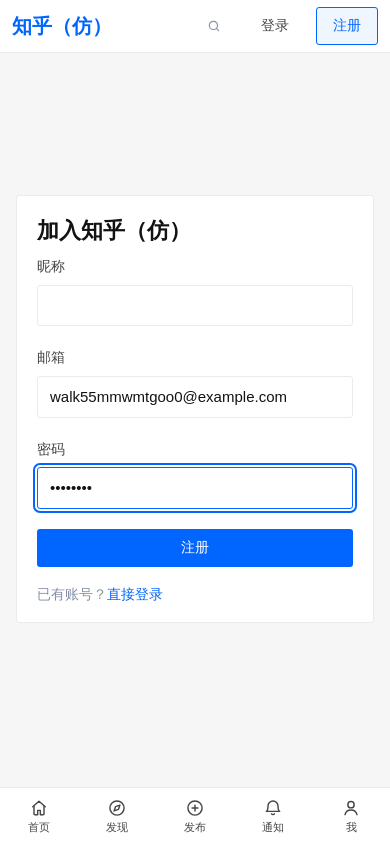 知乎（仿）
登录
注册
加入知乎（仿）
昵称
邮箱
walk55mmwmtgoo0@example.com
密码
••••••••
注册
已有账号？直接登录
首页
发现
发布
通知
我